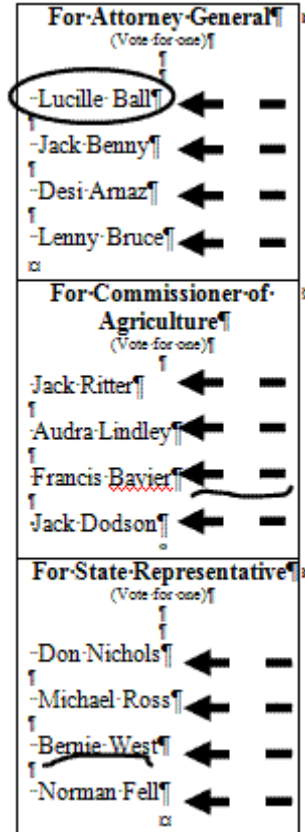 For Attorney General
(Vote for one)
Lucille Ball
Jack Benny
Desi Arnaz
Lenny Bruce
For Commissioner of
Agriculture
(Vote for one)
Jack Ritter
Audra Lindley
Francis Bavier
Jack Dodson
For State Representative
(Vote for one)
Don Nichols
Michael Ross
Bernie West
Norman Fell